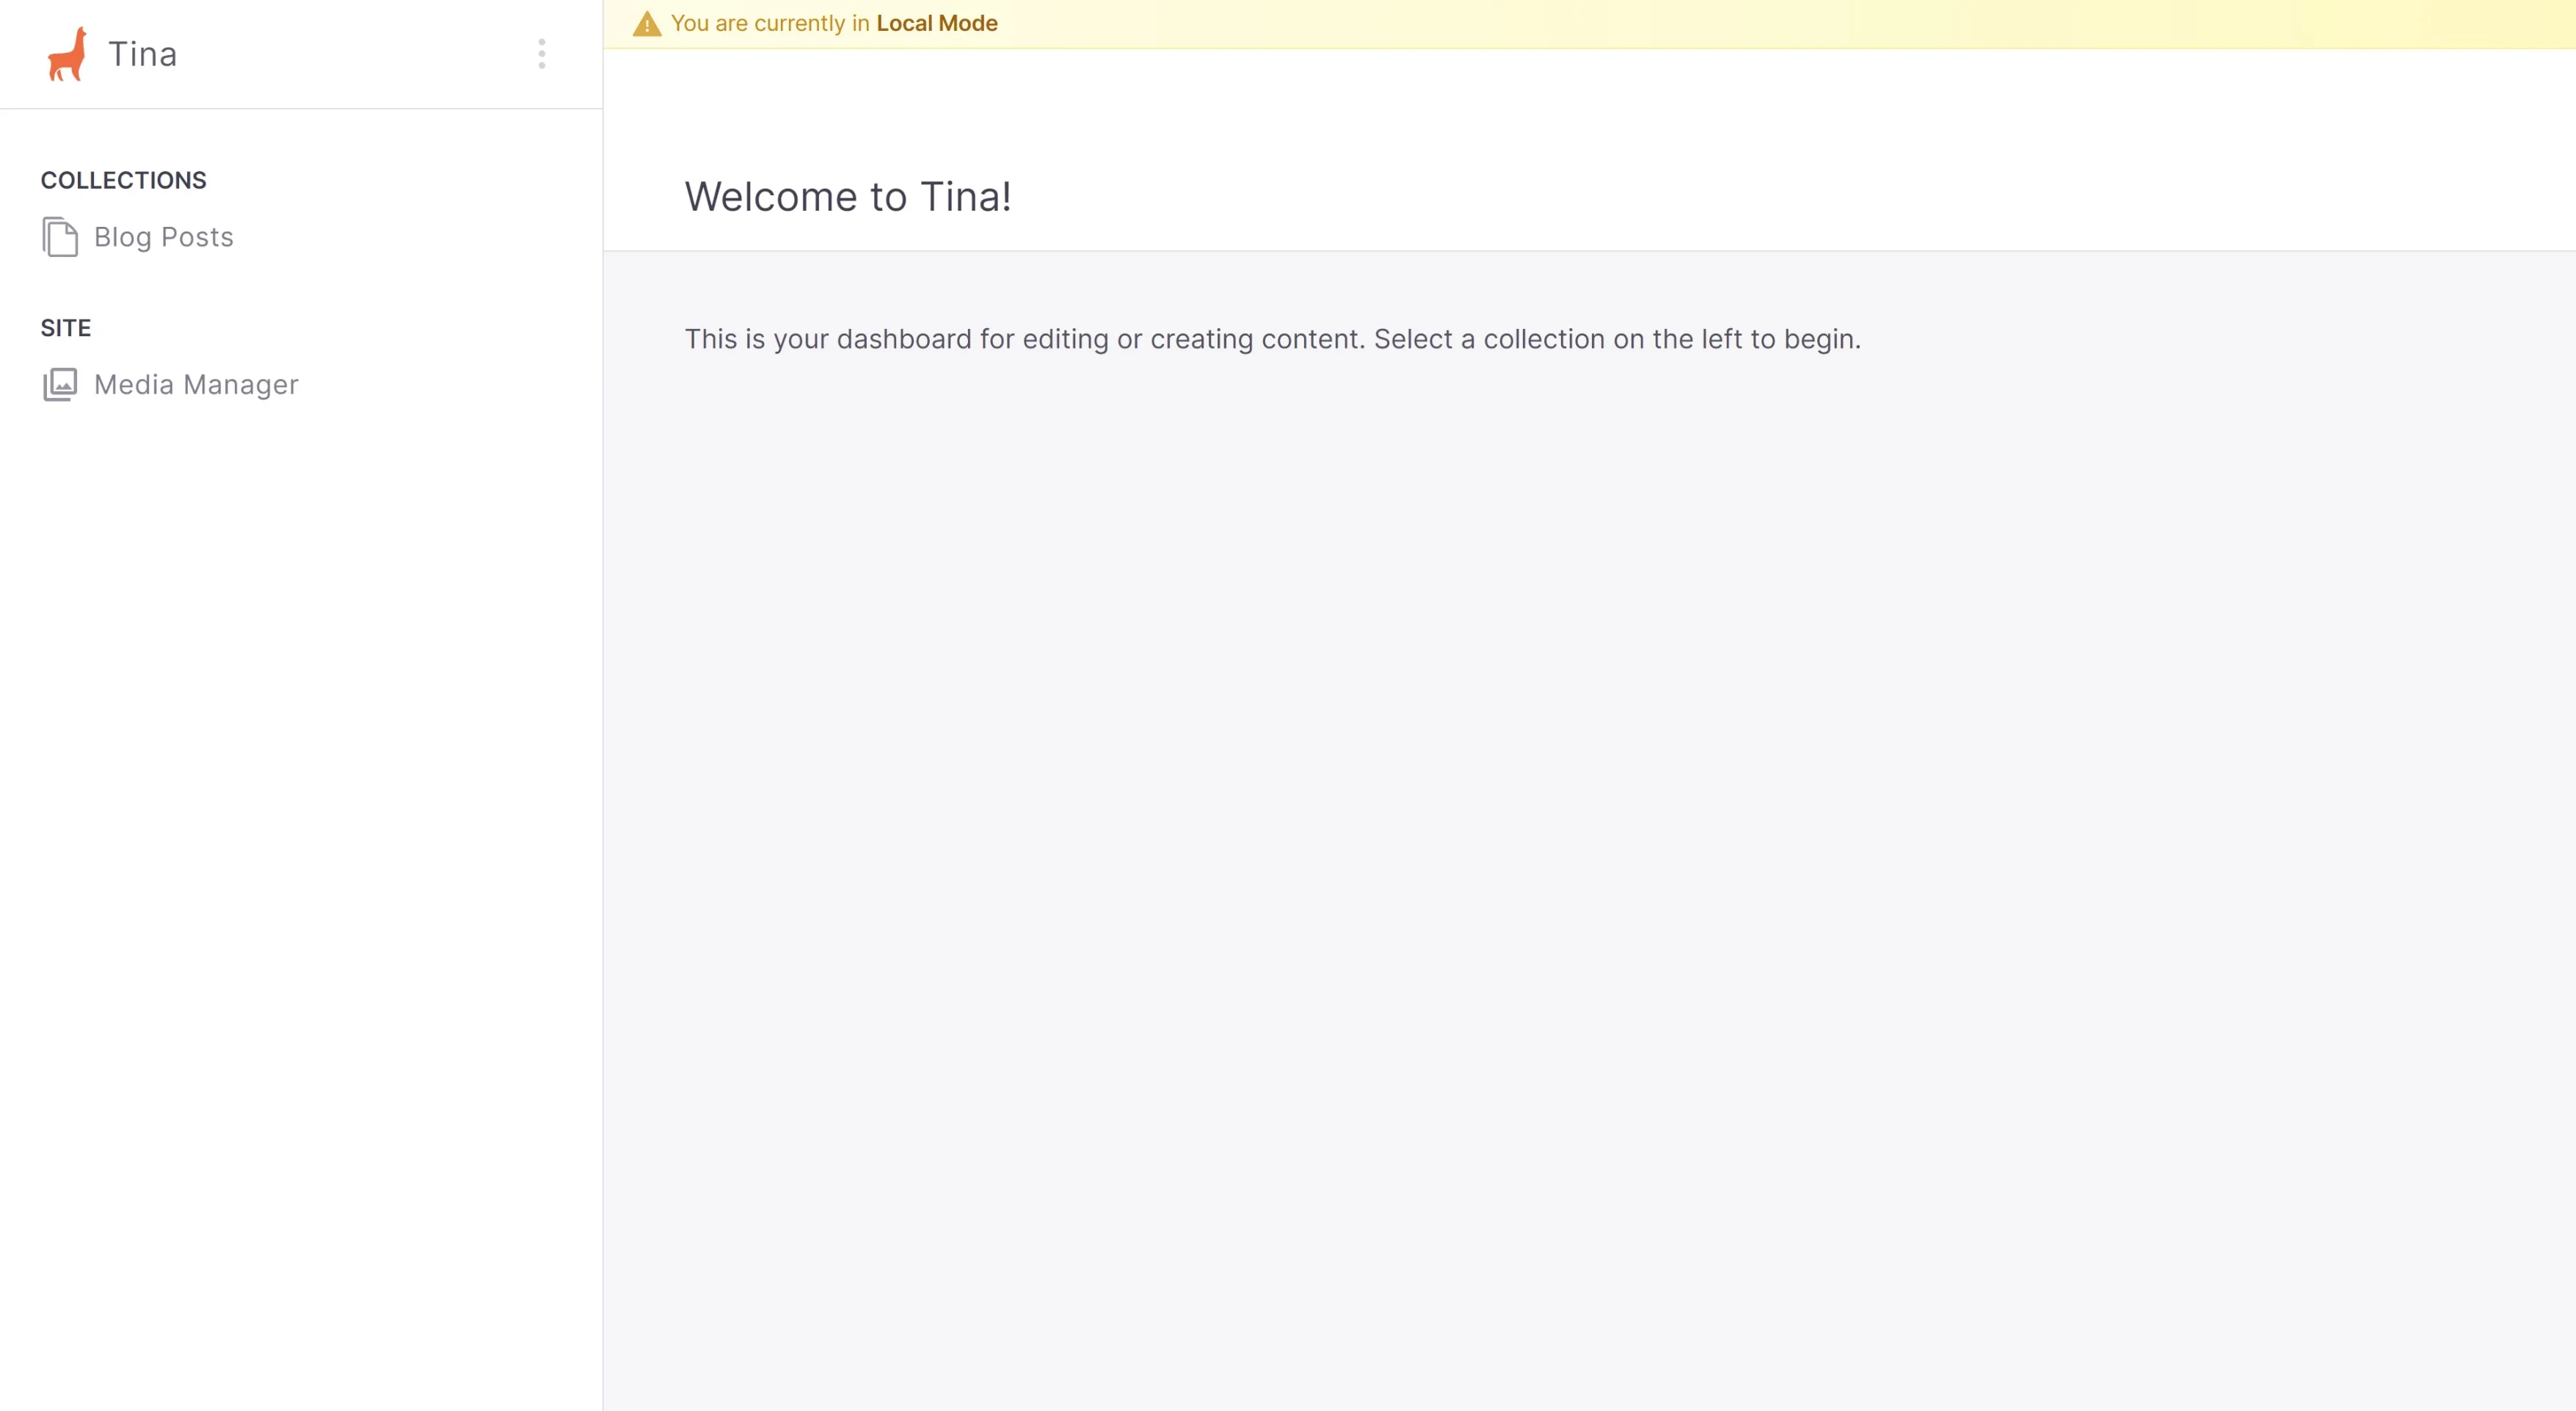 Tina
COLLECTIONS
Blog Posts
SITE
Media Manager
You are currently in Local Mode
Welcome to Tina!
This is your dashboard for editing or creating content. Select a collection on the left to begin.